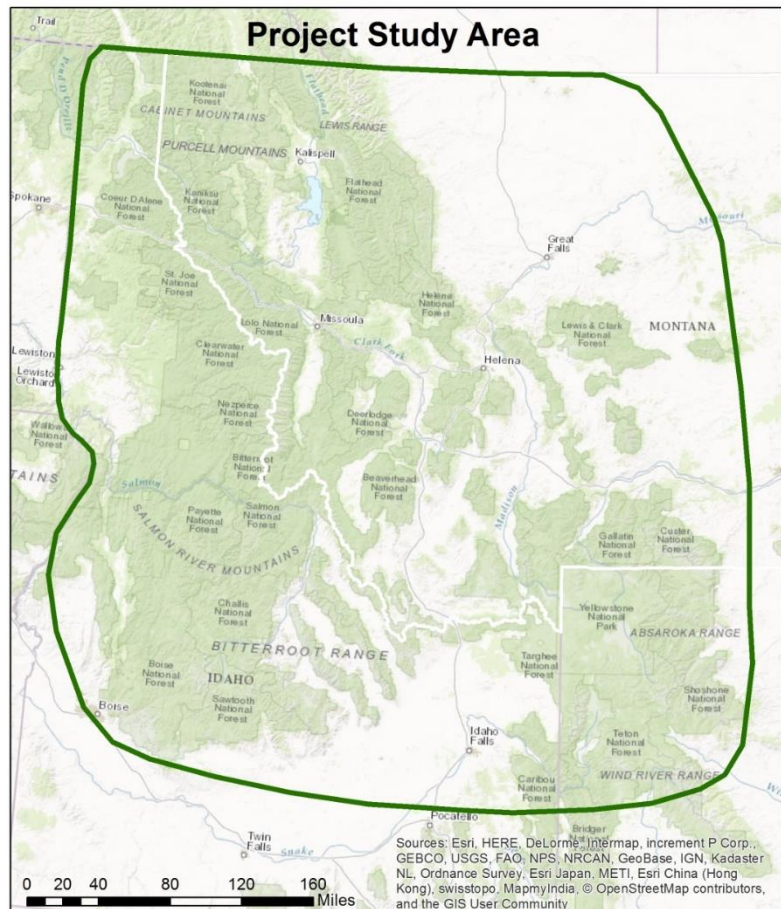 Project Study Area
Trail
Pend D'Oreille
Kootenai
National
Forest
Flathead
CABINET MOUNTAINS
LEWIS RANGE
PURCELL MOUNTAINS
Kalispell
Flathead
National
Forest
Spokane
Coeur D'Alene
National
Forest
Kaniksu
National
Forest
Missouri
Great
Falls
St. Joe
National
Forest
Helena
National
Forest
Lolo National
Forest
Missoula
Lewis & Clark
National
Forest
MONTANA
Clark Fork
Lewiston
Lewiston
Orchard
Clearwater
National
Forest
Helena
Nezperce
National
Forest
Deerlodge
National
Forest
Wallowa
National
Forest
Bitterroot
National
Forest
TAINS
Beaverhead
National
Forest
Salmon
Madison
Payette
National
Forest
Salmon
National
Forest
SALMON RIVER MOUNTAINS
Gallatin
National
Forest
Custer
National
Forest
Challis
National
Forest
Yellowstone
National
Park
ABSAROKA RANGE
BITTERROOT RANGE
Targhee
National
Forest
Boise
National
Forest
IDAHO
Sawtooth
National
Forest
Shoshone
National
Forest
Boise
Idaho
Falls
Teton
National
Forest
WIND RIVER RANGE
Caribou
National
Forest
Pocatello
Bridger
National
Forest
Twin
Falls
Snake
Sources: Esri, HERE, DeLorme, Intermap, increment P Corp.,
GEBCO, USGS, FAO, NPS, NRCAN, GeoBase, IGN, Kadaster
NL, Ordnance Survey, Esri Japan, METI, Esri China (Hong
Kong), swisstopo, MapmyIndia, © OpenStreetMap contributors,
and the GIS User Community
0 20 40 80 120 160
Miles